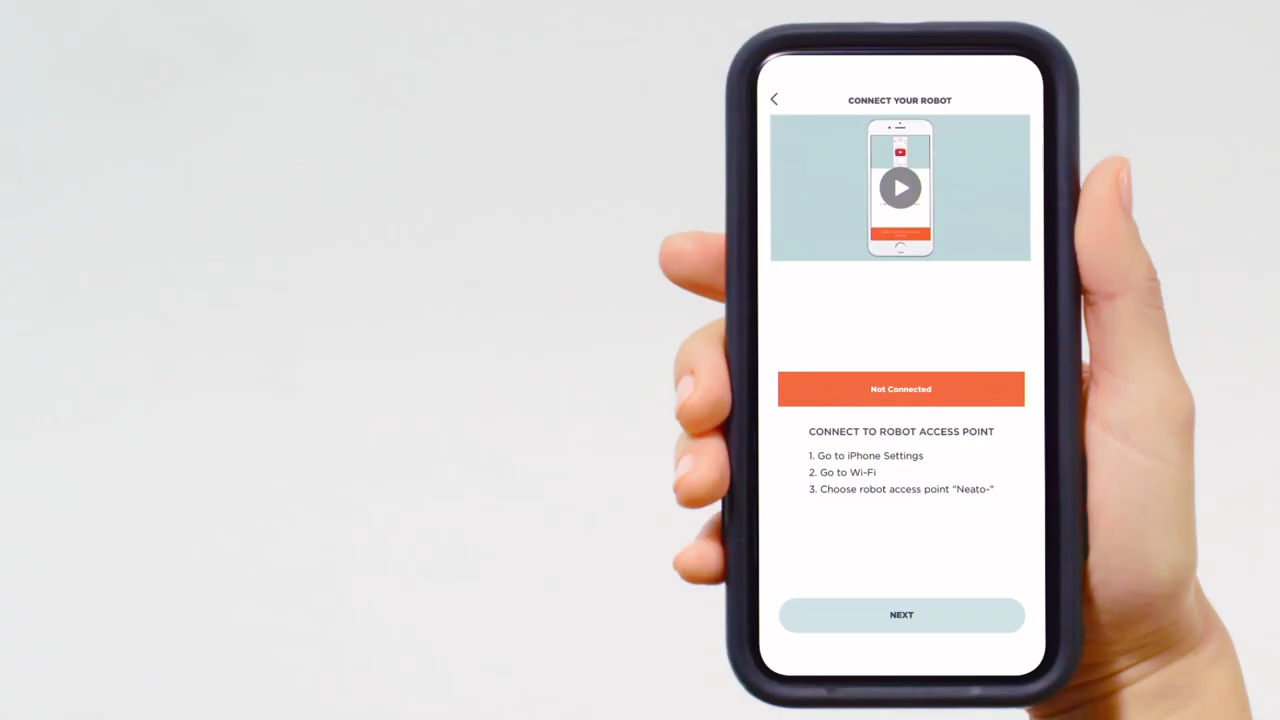 CONNECT YOUR ROBOT
Not Connected
CONNECT TO ROBOT ACCESS POINT
1. Go to iPhone Settings
2. Go to Wi-Fi
3. Choose robot access point "Neato-"
NEXT